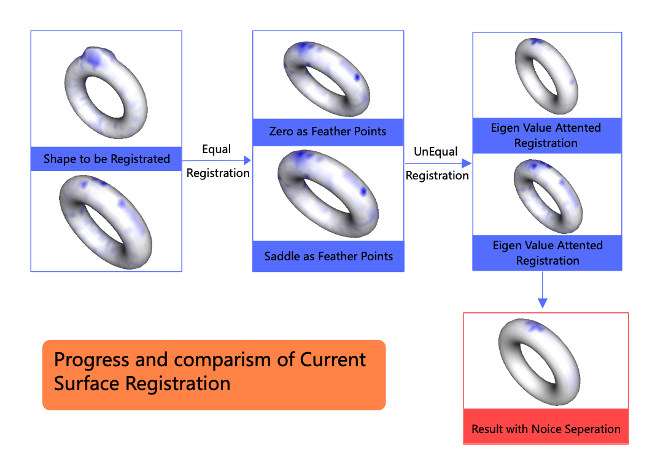 Shape to be Registrated
Equal
Registration
Zero as Feather Points
Saddle as Feather Points
UnEqual
Registration
Eigen Value Attented
Registration
Eigen Value Attented
Registration
Result with Noice Seperation
Progress and comparism of Current
Surface Registration